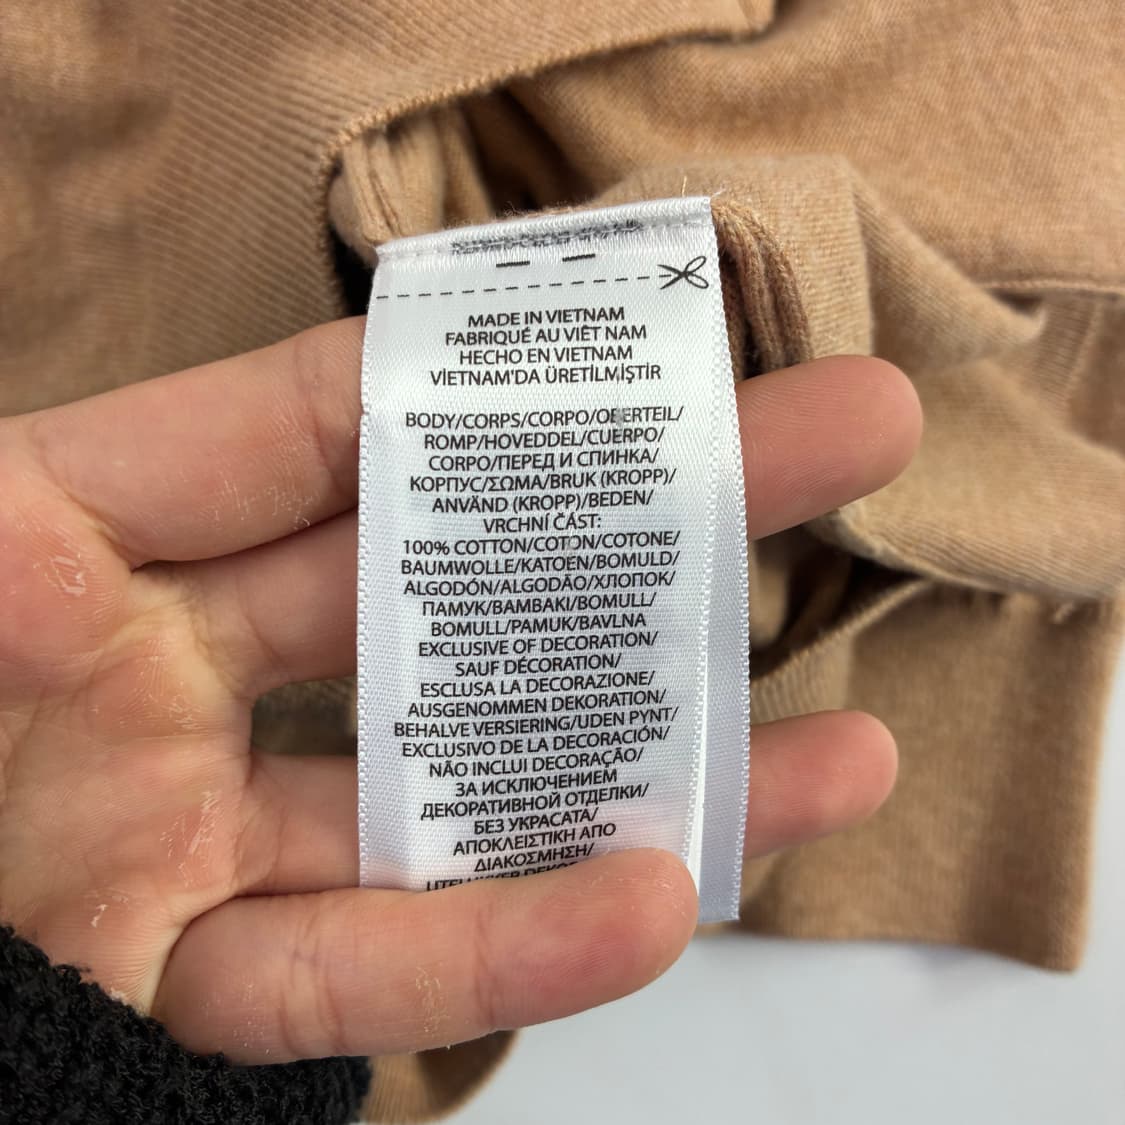 MADE IN VIETNAM
FABRIQUÉ AU VIÊT NAM
HECHO EN VIETNAM
VİETNAM'DA ÜRETİLMİŞTİR
BODY/CORPS/CORPO/OBERTEIL/
ROMP/HOVEDDEL/CUERPO/
CORPO/ПЕРЕД И СПИНКА/
КОРПУС/ΣΩΜΑ/BRUK (KROPP)/
ANVÄND (KROPP)/BEDEN/
VRCHNÍ ČÁST:
100% COTTON/COTON/COTONE/
BAUMWOLLE/KATOEN/BOMULD/
ALGODÓN/ALGODÃO/ХЛОПОК/
ПАМУК/ΒΑΜΒΑΚΙ/BOMULL/
BOMULL/PAMUK/BAVLNA
EXCLUSIVE OF DECORATION/
SAUF DÉCORATION/
ESCLUSA LA DECORAZIONE/
AUSGENOMMEN DEKORATION/
BEHALVE VERSIERING/UDEN PYNT/
EXCLUSIVO DE LA DECORACIÓN/
NÃO INCLUI DECORAÇÃO/
ЗА ИСКЛЮЧЕНИЕМ
ДЕКОРАТИВНОЙ ОТДЕЛКИ/
БЕЗ УКРАСАТА/
ΑΠΟΚΛΕΙΣΤΙΚΗ ΑΠΟ
ΔΙΑΚΟΣΜΗΣΗ/